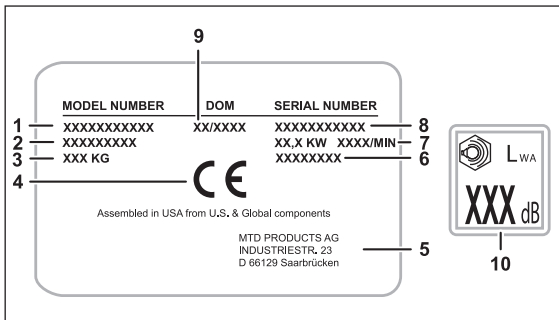 9
MODEL NUMBER DOM SERIAL NUMBER
1 XXXXXXXXXXX XX/XXXX XXXXXXXXXXX 8
2 XXXXXXXXX XX,X KW XXXX/MIN 7
3 XXX KG XXXXXXXX 6
4 CE
Assembled in USA from U.S. & Global components
MTD PRODUCTS AG
INDUSTRIESTR. 23 5
D 66129 Saarbrücken
LWA
XXX dB
10